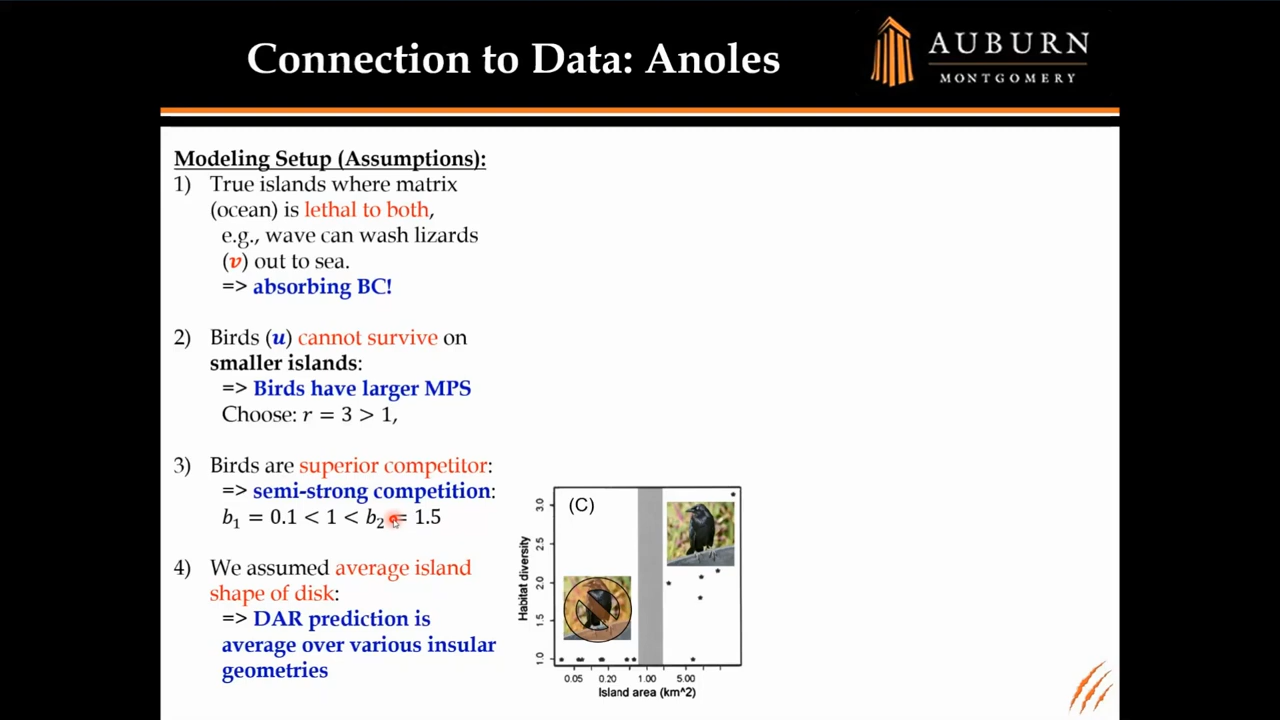 Connection to Data: Anoles
AUBURN
MONTGOMERY
Modeling Setup (Assumptions):
1) True islands where matrix
(ocean) is lethal to both,
e.g., wave can wash lizards
(v) out to sea.
=> absorbing BC!
2) Birds (u) cannot survive on
smaller islands:
=> Birds have larger MPS
Choose: r = 3 > 1,
3) Birds are superior competitor:
=> semi-strong competition:
b₁ = 0.1 < 1 < b₂ = 1.5
4) We assumed average island
shape of disk:
=> DAR prediction is
average over various insular
geometries
(C)
Habitat diversity
3.0
2.5
2.0
1.5
1.0
0.05 0.20 1.00 5.00
Island area (km^2)